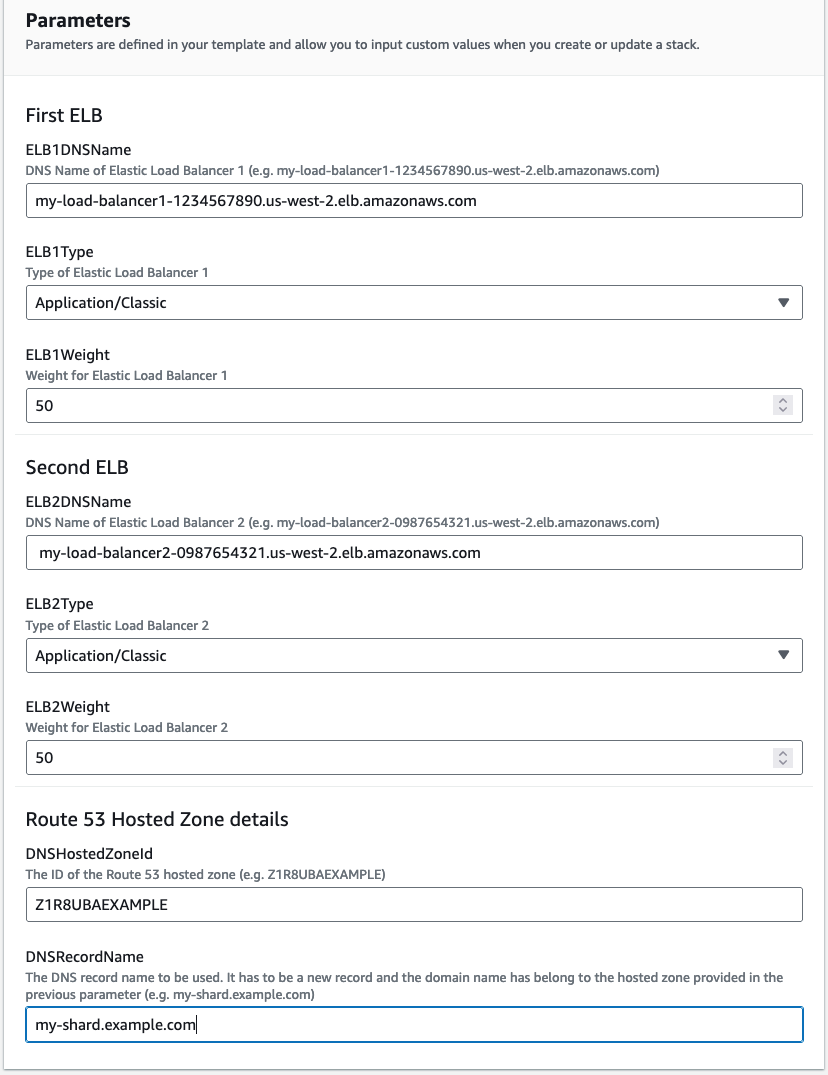 Parameters
Parameters are defined in your template and allow you to input custom values when you create or update a stack.
First ELB
ELB1DNSName
DNS Name of Elastic Load Balancer 1 (e.g. my-load-balancer1-1234567890.us-west-2.elb.amazonaws.com)
my-load-balancer1-1234567890.us-west-2.elb.amazonaws.com
ELB1Type
Type of Elastic Load Balancer 1
Application/Classic
ELB1Weight
Weight for Elastic Load Balancer 1
50
Second ELB
ELB2DNSName
DNS Name of Elastic Load Balancer 2 (e.g. my-load-balancer2-0987654321.us-west-2.elb.amazonaws.com)
my-load-balancer2-0987654321.us-west-2.elb.amazonaws.com
ELB2Type
Type of Elastic Load Balancer 2
Application/Classic
ELB2Weight
Weight for Elastic Load Balancer 2
50
Route 53 Hosted Zone details
DNSHostedZoneId
The ID of the Route 53 hosted zone (e.g. Z1R8UBAEXAMPLE)
Z1R8UBAEXAMPLE
DNSRecordName
The DNS record name to be used. It has to be a new record and the domain name has belong to the hosted zone provided in the
previous parameter (e.g. my-shard.example.com)
my-shard.example.com